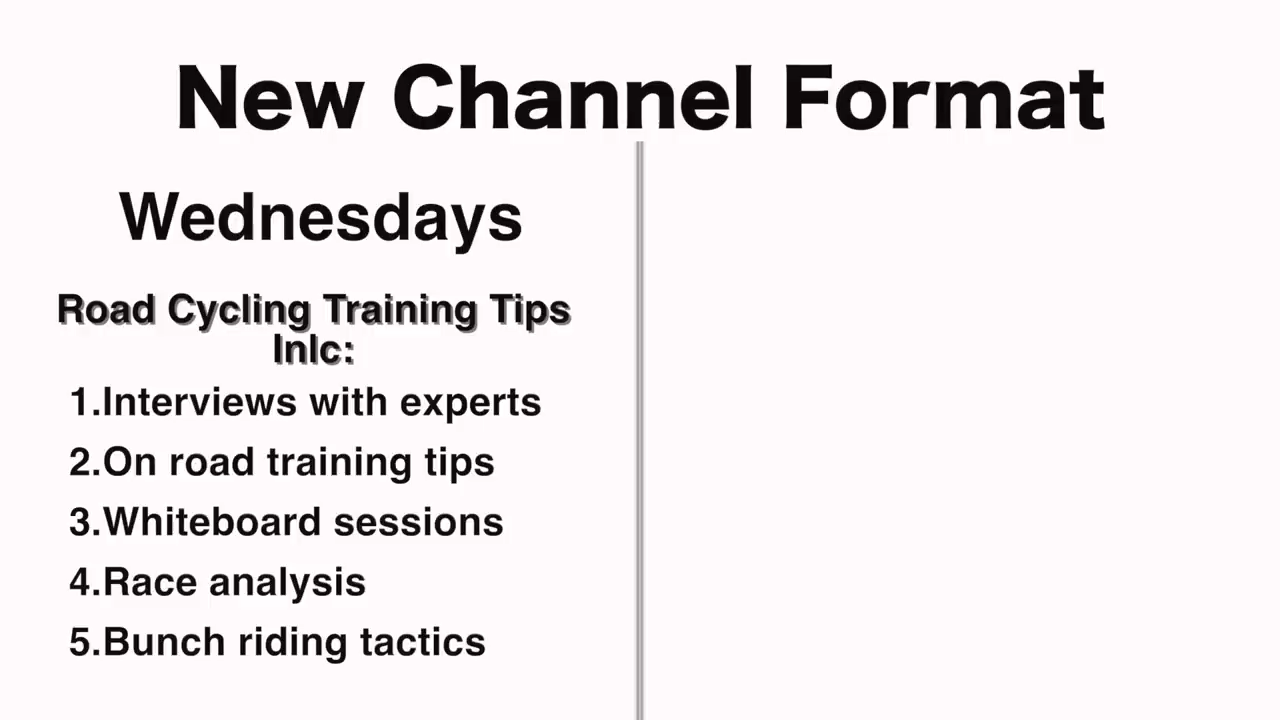 New Channel Format
Wednesdays
Road Cycling Training Tips
Inlc:
1.Interviews with experts
2.On road training tips
3.Whiteboard sessions
4.Race analysis
5.Bunch riding tactics